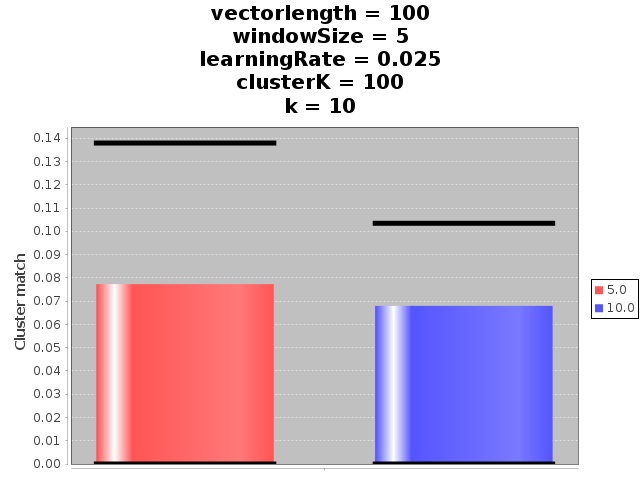 vectorlength = 100
windowSize = 5
learningRate = 0.025
clusterK = 100
k = 10
0.14
0.13
0.12
0.11
0.10
0.09
0.08
0.07
0.06
0.05
0.04
0.03
0.02
0.01
0.00
Cluster match
5.0
10.0